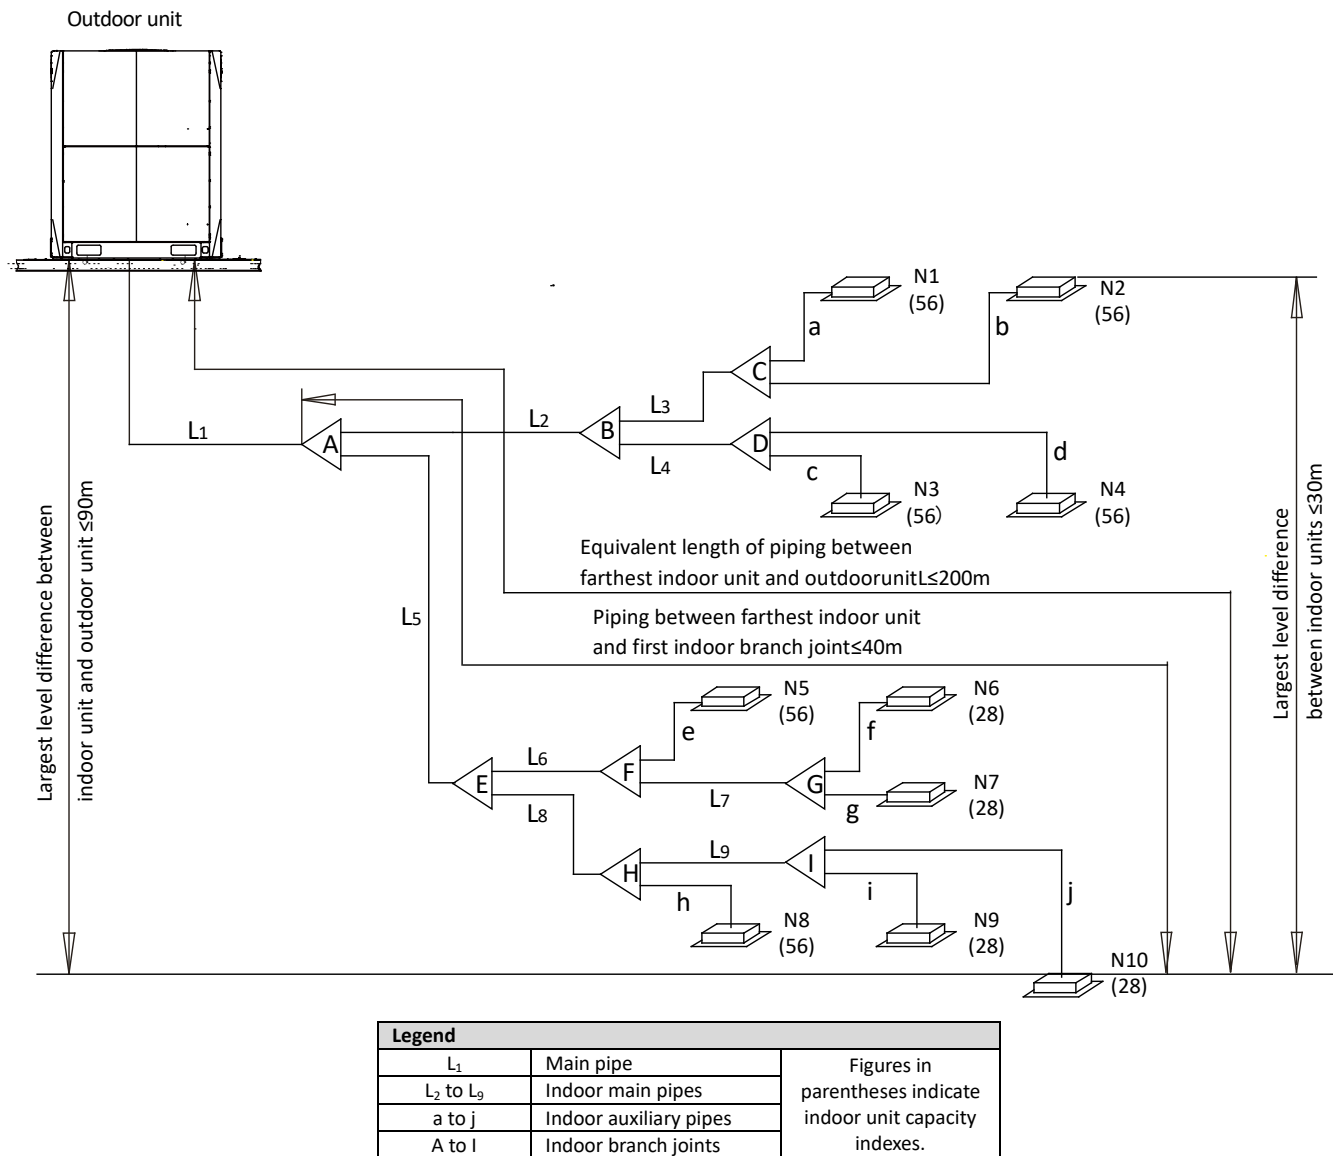 Outdoor unit
N1
(56)
N2
(56)
a
b
C
L3
L2
B
L1
A
L4
D
d
c
N3
(56)
N4
(56)
Largest level difference between
indoor unit and outdoor unit ≤90m
Equivalent length of piping between
farthest indoor unit and outdoorunitL≤200m
Piping between farthest indoor unit
and first indoor branch joint≤40m
Largest level difference
between indoor units ≤30m
L5
N5
(56)
N6
(28)
e
f
L6
F
E
G
N7
(28)
L7
g
L8
L9
I
H
i
j
h
N8
(56)
N9
(28)
N10
(28)
Legend
L1 Main pipe
L2 to L9 Indoor main pipes
a to j Indoor auxiliary pipes
A to I Indoor branch joints
Figures in
parentheses indicate
indoor unit capacity
indexes.